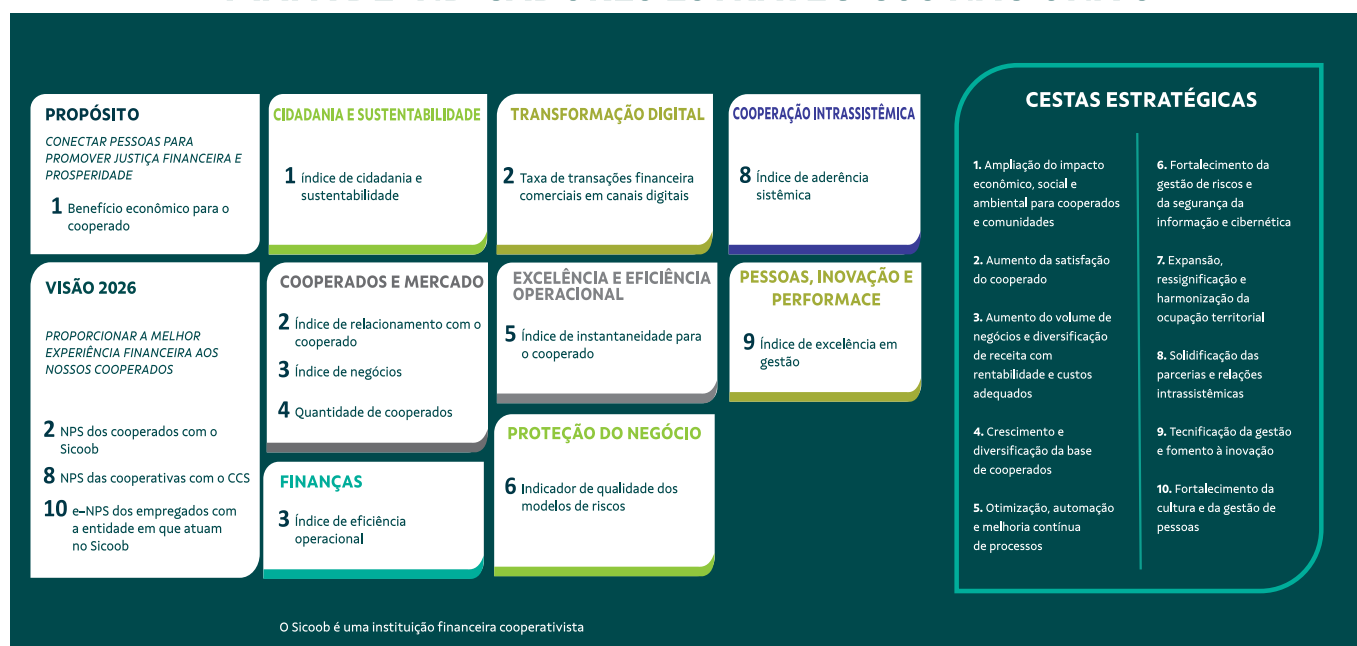 PROPÓSITO
CONECTAR PESSOAS PARA
PROMOVER JUSTIÇA FINANCEIRA E
PROSPERIDADE
1 Benefício econômico para o
cooperado
CIDADANIA E SUSTENTABILIDADE
1 índice de cidadania e
sustentabilidade
TRANSFORMAÇÃO DIGITAL
2 Taxa de transações financeira
comerciais em canais digitais
COOPERAÇÃO INTRASSISTÊMICA
8 Índice de aderência
sistêmica
VISÃO 2026
PROPORCIONAR A MELHOR
EXPERIÊNCIA FINANCEIRA AOS
NOSSOS COOPERADOS
2 NPS dos cooperados com o
Sicoob
8 NPS das cooperativas com o CCS
10 e-NPS dos empregados com
a entidade em que atuam
no Sicoob
COOPERADOS E MERCADO
2 Índice de relacionamento com o
cooperado
3 Índice de negócios
4 Quantidade de cooperados
FINANÇAS
3 Índice de eficiência
operacional
EXCELÊNCIA E EFICIÊNCIA
OPERACIONAL
5 Índice de instantaneidade para
o cooperado
PROTEÇÃO DO NEGÓCIO
6 Indicador de qualidade dos
modelos de riscos
PESSOAS, INOVAÇÃO E
PERFORMACE
9 Índice de excelência em
gestão
CESTAS ESTRATÉGICAS
1. Ampliação do impacto
econômico, social e
ambiental para cooperados
e comunidades
2. Aumento da satisfação
do cooperado
3. Aumento do volume de
negócios e diversificação
de receita com
rentabilidade e custos
adequados
4. Crescimento e
diversificação da base
de cooperados
5. Otimização, automação
e melhoria contínua
de processos
6. Fortalecimento da
gestão de riscos e
da segurança da
informação e cibernética
7. Expansão,
ressignificação e
harmonização da
ocupação territorial
8. Solidificação das
parcerias e relações
intrassistêmicas
9. Tecnificação da gestão
e fomento à inovação
10. Fortalecimento da
cultura e da gestão de
pessoas
O Sicoob é uma instituição financeira cooperativista